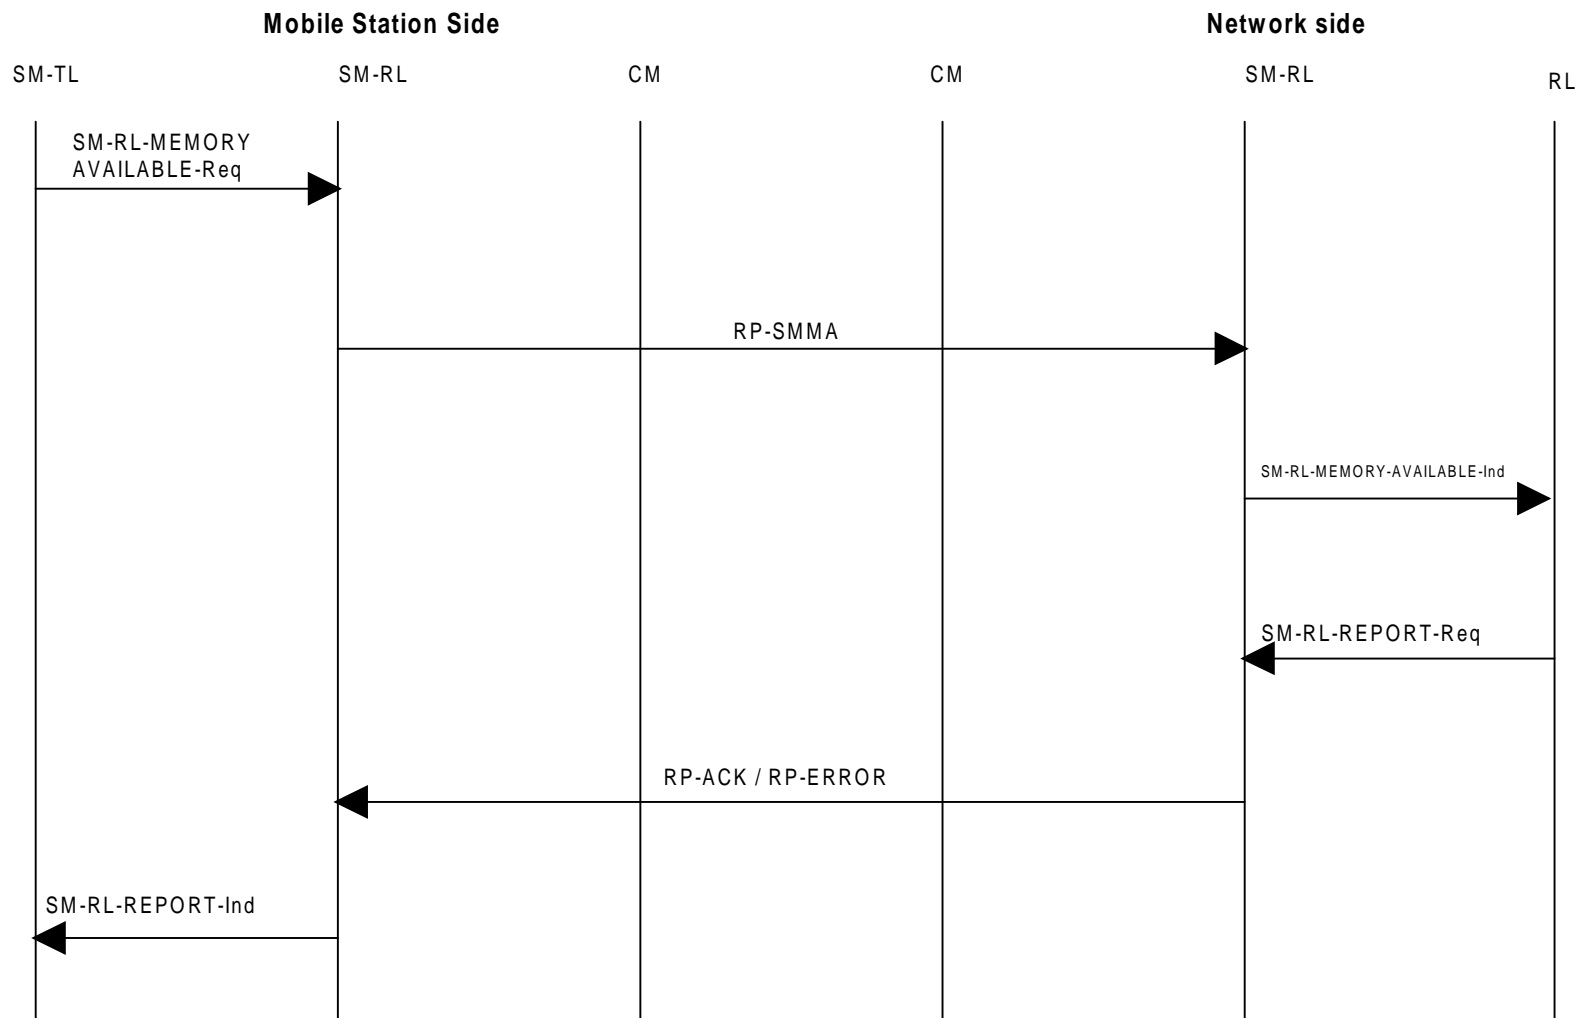 Mobile Station Side
Network side
SM-TL
SM-RL
CM
CM
SM-RL
RL
SM-RL-MEMORY
AVAILABLE-Req
RP-SMMA
SM-RL-MEMORY-AVAILABLE-Ind
SM-RL-REPORT-Req
RP-ACK / RP-ERROR
SM-RL-REPORT-Ind